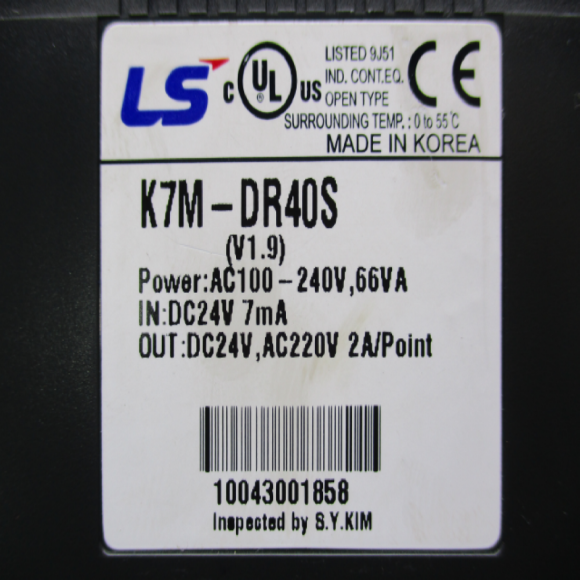 LS
C UL ® US
LISTED 9J51
IND. CONT.EQ.
OPEN TYPE
CE
SURROUNDING TEMP.: 0 to 55℃
MADE IN KOREA
K7M-DR40S
(V1.9)
Power:AC100-240V,66VA
IN:DC24V 7mA
OUT:DC24V,AC220V 2A/Point
10043001858
Inspected by S.Y.KIM